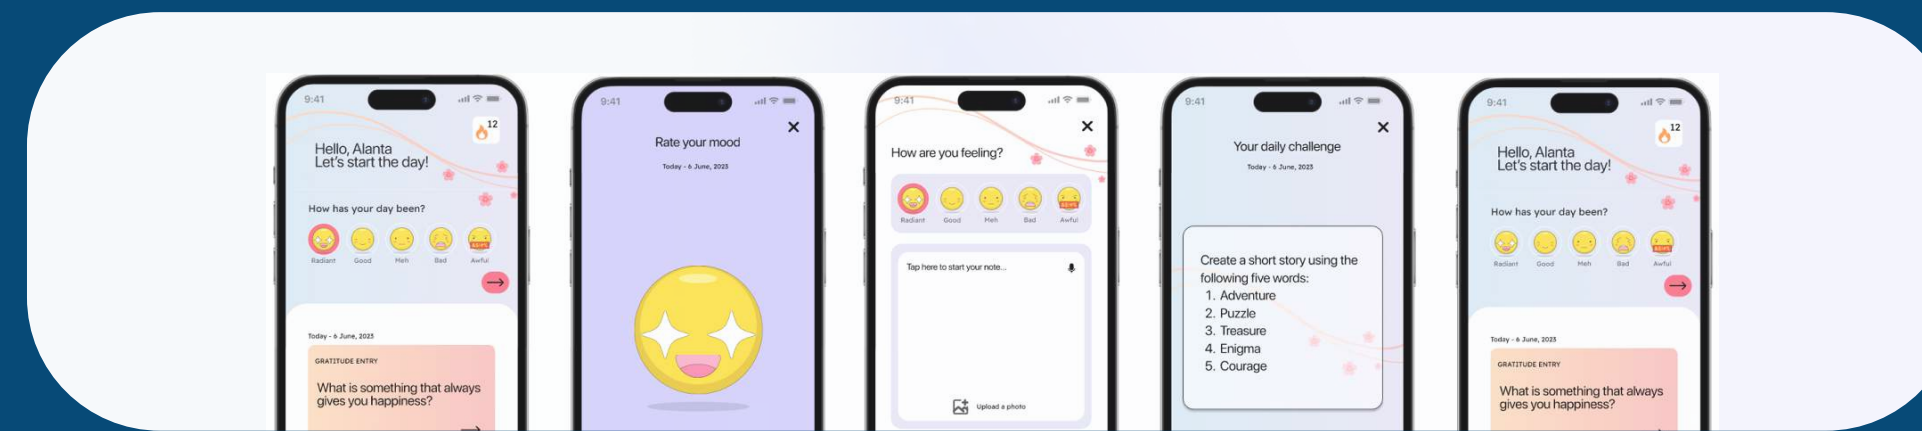 9:41
12
Hello, Alanta
Let's start the day!
How has your day been?
Radiant Good Meh Bad Awful
Today - 6 June, 2023
GRATITUDE ENTRY
What is something that always
gives you happiness?
9:41
Rate your mood
Today - 6 June, 2023
9:41
How are you feeling?
Radiant Good Meh Bad Awful
Tap here to start your note...
Upload a photo
9:41
Your daily challenge
Today - 6 June, 2023
Create a short story using the
following five words:
1. Adventure
2. Puzzle
3. Treasure
4. Enigma
5. Courage
9:41
12
Hello, Alanta
Let's start the day!
How has your day been?
Radiant Good Meh Bad Awful
Today - 6 June, 2023
GRATITUDE ENTRY
What is something that always
gives you happiness?